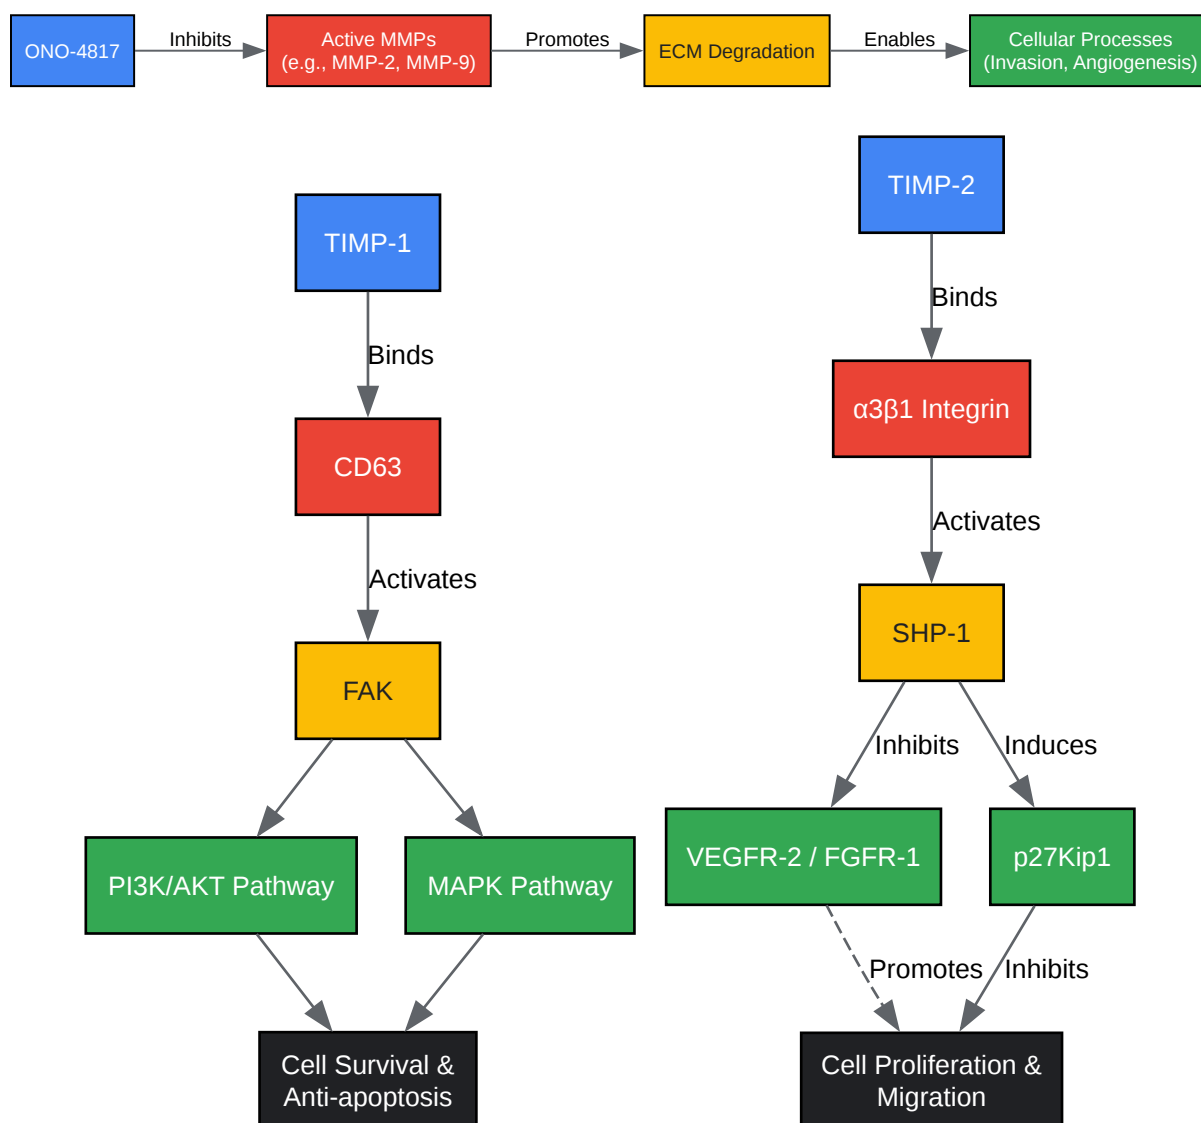 ONO-4817
Inhibits
Active MMPs
(e.g., MMP-2, MMP-9)
Promotes
ECM Degradation
Enables
Cellular Processes
(Invasion, Angiogenesis)
TIMP-1
Binds
CD63
Activates
FAK
PI3K/AKT Pathway
MAPK Pathway
Cell Survival &
Anti-apoptosis
TIMP-2
Binds
α3β1 Integrin
Activates
SHP-1
Inhibits
Induces
VEGFR-2 / FGFR-1
p27Kip1
Promotes
Inhibits
Cell Proliferation &
Migration